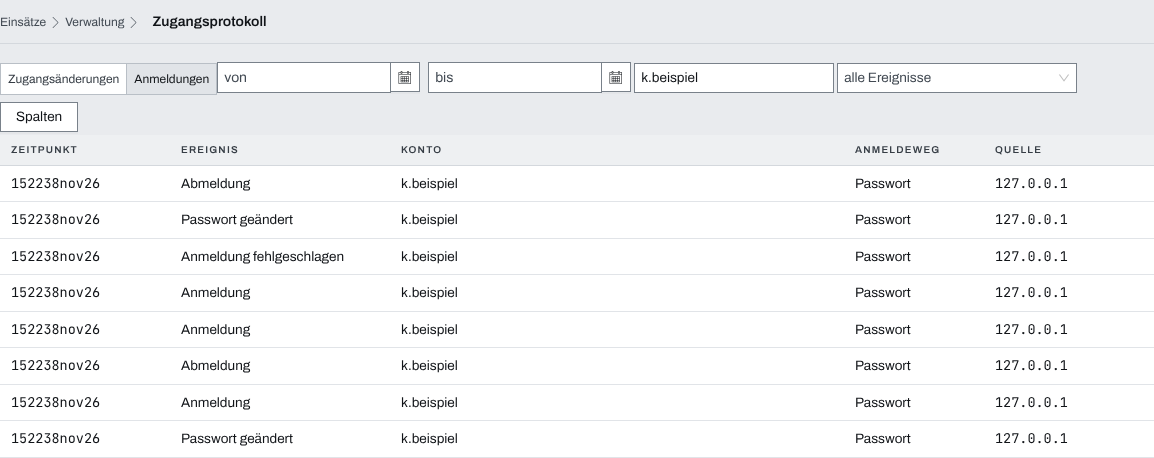 Einsätze Verwaltung Zugangsprotokoll
Zugangsänderungen Anmeldungen von bis k.beispiel alle Ereignisse
Spalten
ZEITPUNKT EREIGNIS KONTO ANMELDEWEG QUELLE
152238nov26 Abmeldung k.beispiel Passwort 127.0.0.1
152238nov26 Passwort geändert k.beispiel Passwort 127.0.0.1
152238nov26 Anmeldung fehlgeschlagen k.beispiel Passwort 127.0.0.1
152238nov26 Anmeldung k.beispiel Passwort 127.0.0.1
152238nov26 Anmeldung k.beispiel Passwort 127.0.0.1
152238nov26 Abmeldung k.beispiel Passwort 127.0.0.1
152238nov26 Anmeldung k.beispiel Passwort 127.0.0.1
152238nov26 Passwort geändert k.beispiel Passwort 127.0.0.1